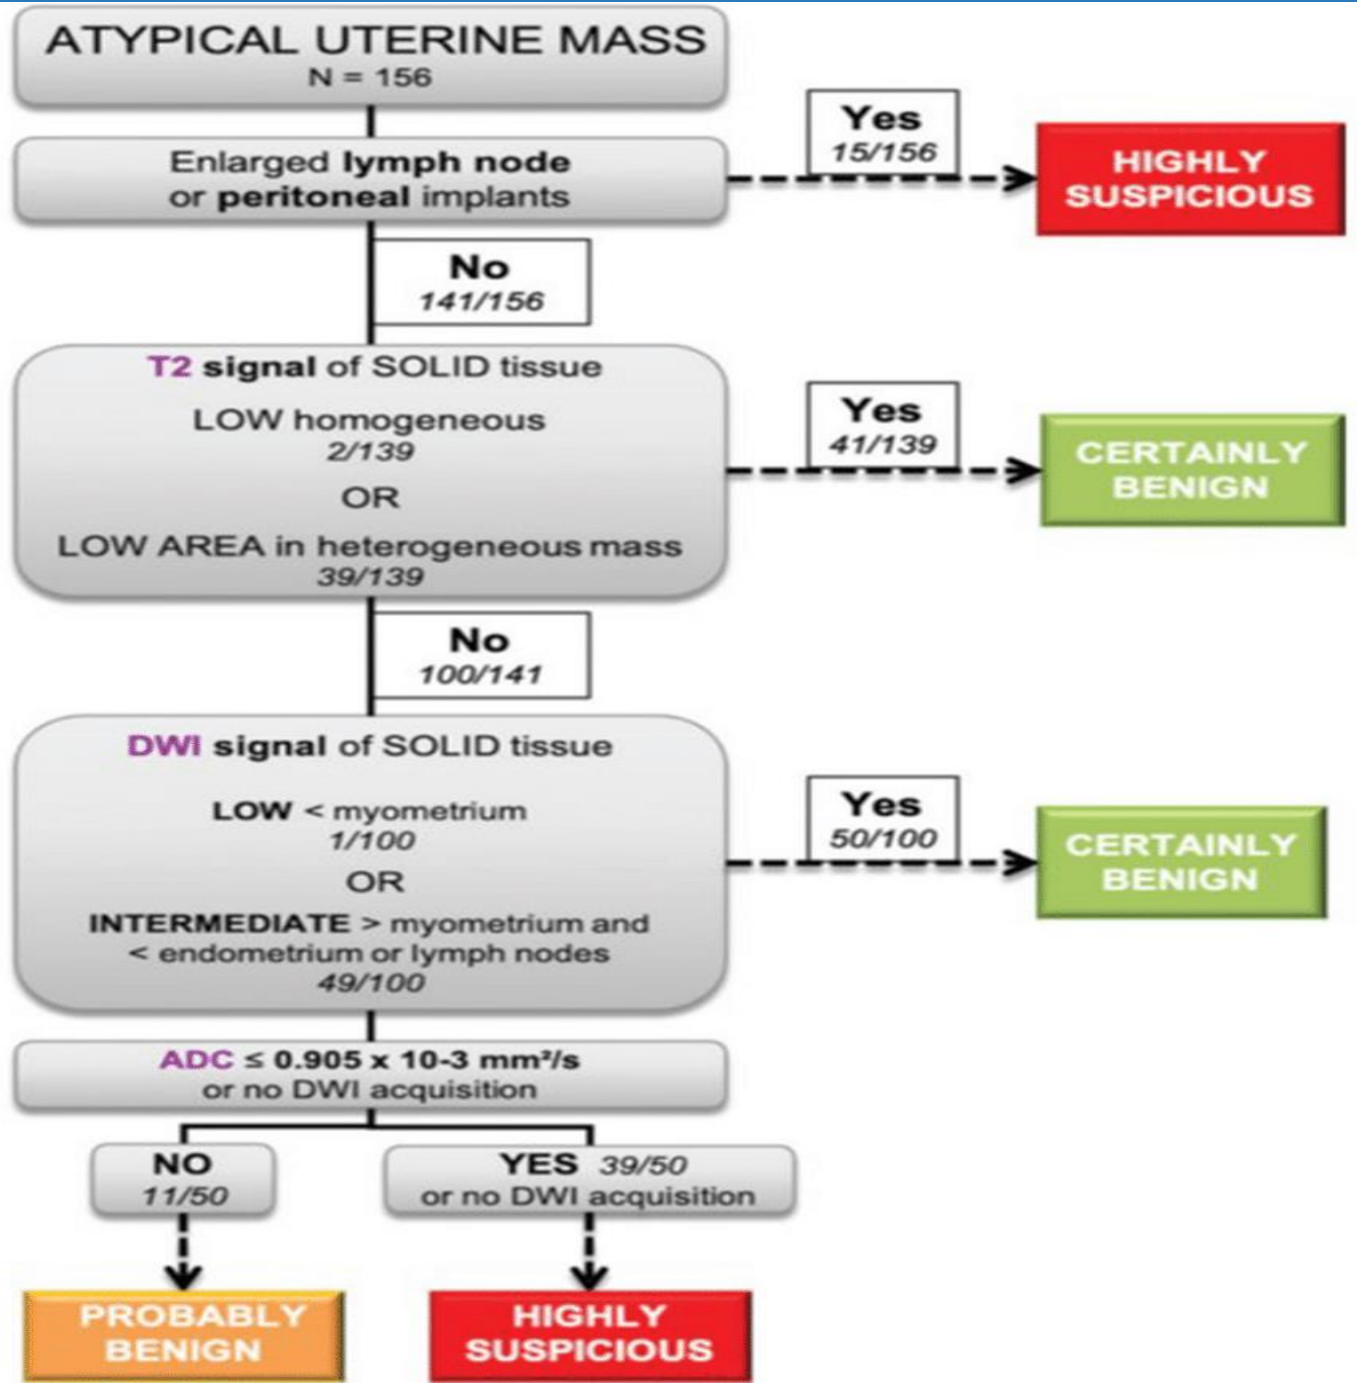 ATYPICAL UTERINE MASS
N = 156
Enlarged lymph node
or peritoneal implants
Yes
15/156
HIGHLY
SUSPICIOUS
No
141/156
T2 signal of SOLID tissue
LOW homogeneous
2/139
OR
LOW AREA in heterogeneous mass
39/139
Yes
41/139
CERTAINLY
BENIGN
No
100/141
DWI signal of SOLID tissue
LOW < myometrium
1/100
OR
INTERMEDIATE > myometrium and
< endometrium or lymph nodes
49/100
Yes
50/100
CERTAINLY
BENIGN
ADC ≤ 0.905 x 10-3 mm²/s
or no DWI acquisition
NO
11/50
YES 39/50
or no DWI acquisition
PROBABLY
BENIGN
HIGHLY
SUSPICIOUS